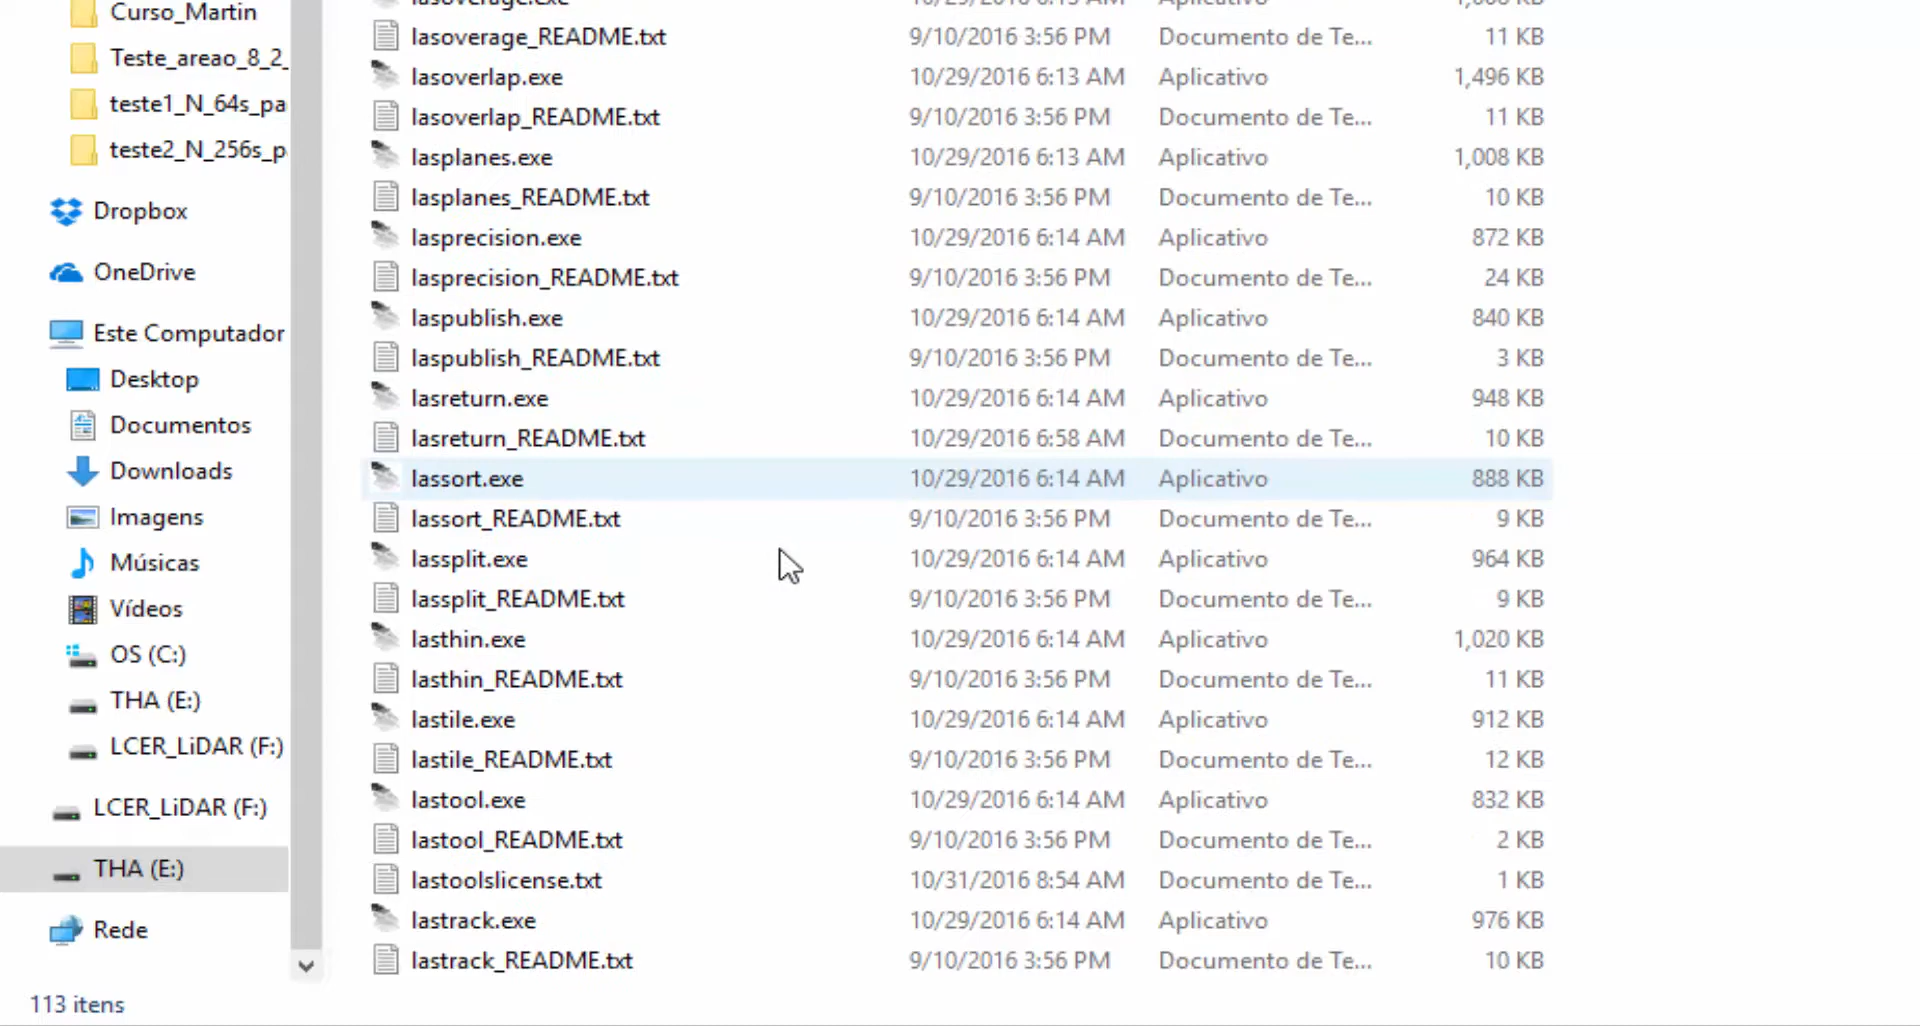 Curso_Martin
Teste_areao_8_2_
teste1_N_64s_pa
teste2_N_256s_p
Dropbox
OneDrive
Este Computador
Desktop
Documentos
Downloads
Imagens
Músicas
Vídeos
OS (C:)
THA (E:)
LCER_LiDAR (F:)
LCER_LiDAR (F:)
THA (E:)
Rede
lasoverage.exe 10/29/2016 6:13 AM Aplicativo
lasoverage_README.txt 9/10/2016 3:56 PM Documento de Te... 11 KB
lasoverlap.exe 10/29/2016 6:13 AM Aplicativo 1,496 KB
lasoverlap_README.txt 9/10/2016 3:56 PM Documento de Te... 11 KB
lasplanes.exe 10/29/2016 6:13 AM Aplicativo 1,008 KB
lasplanes_README.txt 9/10/2016 3:56 PM Documento de Te... 10 KB
lasprecision.exe 10/29/2016 6:14 AM Aplicativo 872 KB
lasprecision_README.txt 9/10/2016 3:56 PM Documento de Te... 24 KB
laspublish.exe 10/29/2016 6:14 AM Aplicativo 840 KB
laspublish_README.txt 9/10/2016 3:56 PM Documento de Te... 3 KB
lasreturn.exe 10/29/2016 6:14 AM Aplicativo 948 KB
lasreturn_README.txt 10/29/2016 6:58 AM Documento de Te... 10 KB
lassort.exe 10/29/2016 6:14 AM Aplicativo 888 KB
lassort_README.txt 9/10/2016 3:56 PM Documento de Te... 9 KB
lassplit.exe 10/29/2016 6:14 AM Aplicativo 964 KB
lassplit_README.txt 9/10/2016 3:56 PM Documento de Te... 9 KB
lasthin.exe 10/29/2016 6:14 AM Aplicativo 1,020 KB
lasthin_README.txt 9/10/2016 3:56 PM Documento de Te... 11 KB
lastile.exe 10/29/2016 6:14 AM Aplicativo 912 KB
lastile_README.txt 9/10/2016 3:56 PM Documento de Te... 12 KB
lastool.exe 10/29/2016 6:14 AM Aplicativo 832 KB
lastool_README.txt 9/10/2016 3:56 PM Documento de Te... 2 KB
lastoolslicense.txt 10/31/2016 8:54 AM Documento de Te... 1 KB
lastrack.exe 10/29/2016 6:14 AM Aplicativo 976 KB
lastrack_README.txt 9/10/2016 3:56 PM Documento de Te... 10 KB
113 itens